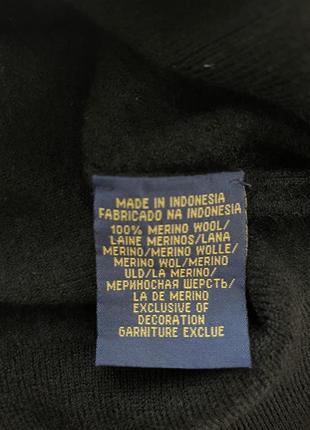 MADE IN INDONESIA
FABRICADO NA INDONESIA
100% MERINO WOOL/
LAINE MERINOS/LANA
MERINO/MERINO WOLLE/
MERINO WOL/MERINO
ULD/LA MERINO/
МЕРИНОСНАЯ ШЕРСТЬ/
LA DE MERINO
EXCLUSIVE OF
DECORATION
GARNITURE EXCLUE